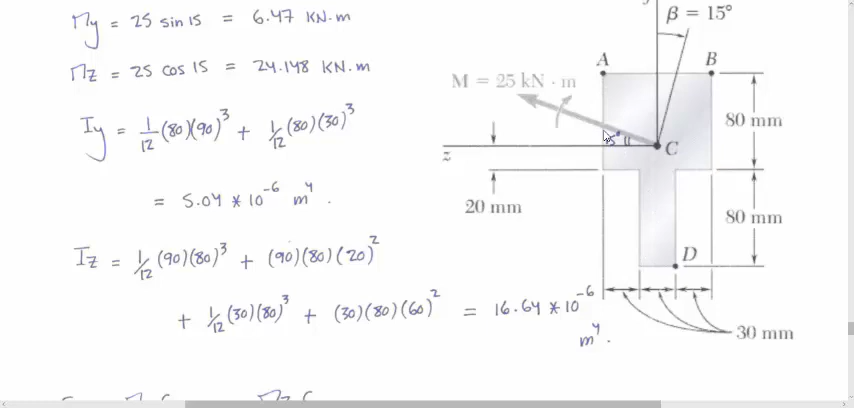 My = 25 sin 15 = 6.47 KN.m
Mz = 25 cos 15 = 24.148 KN.m
Iy = 1/12 (80)(90)³ + 1/12 (80)(30)³
= 5.04 * 10⁻⁶ m⁴.
Iz = 1/12 (90)(80)³ + (90)(80)(20)²
+ 1/12 (30)(80)³ + (30)(80)(60)² = 16.64 * 10⁻⁶ m⁴.
y
β = 15°
A
B
M = 25 kN · m
80 mm
z
C
20 mm
80 mm
D
30 mm